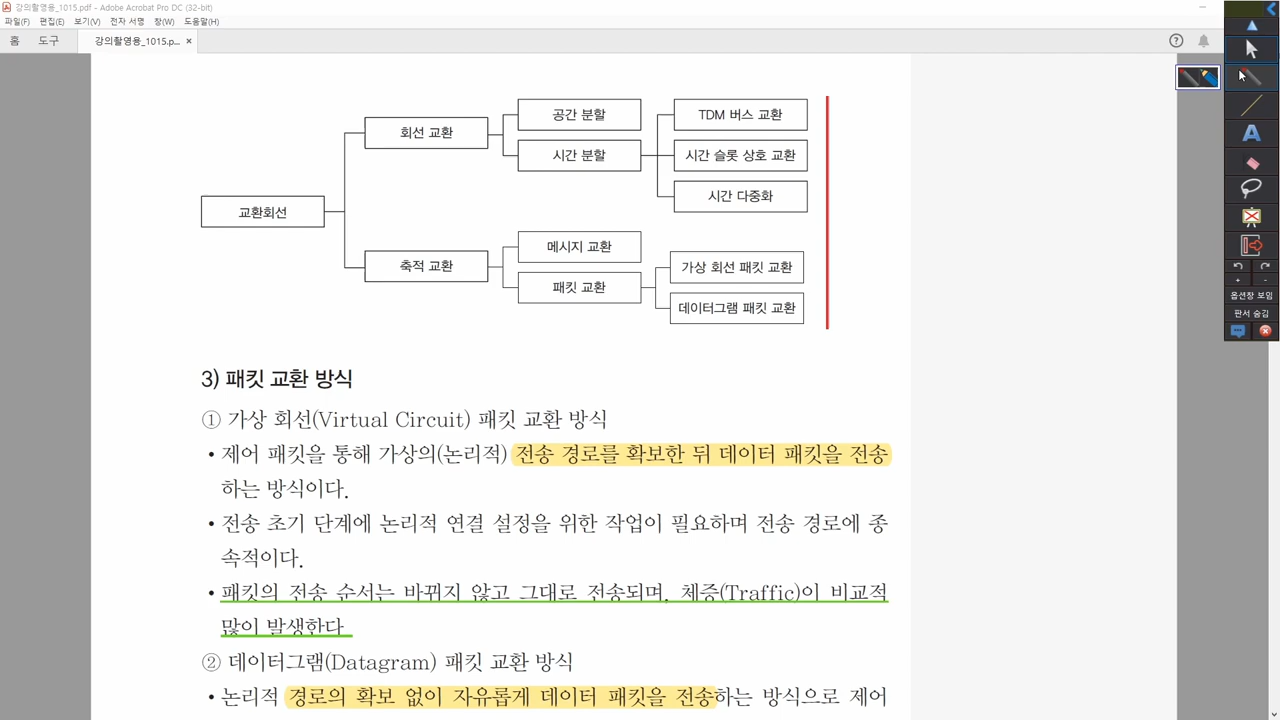 강의촬영용_1015.pdf - Adobe Acrobat Pro DC (32-bit)
파일(F) 편집(E) 보기(V) 전자 서명 창(W) 도움말(H)
홈 도구 강의촬영용_1015.p... ×
교환회선
회선 교환
공간 분할
시간 분할
TDM 버스 교환
시간 슬롯 상호 교환
시간 다중화
축적 교환
메시지 교환
패킷 교환
가상 회선 패킷 교환
데이터그램 패킷 교환
3) 패킷 교환 방식
① 가상 회선(Virtual Circuit) 패킷 교환 방식
• 제어 패킷을 통해 가상의(논리적) 전송 경로를 확보한 뒤 데이터 패킷을 전송
하는 방식이다.
• 전송 초기 단계에 논리적 연결 설정을 위한 작업이 필요하며 전송 경로에 종
속적이다.
• 패킷의 전송 순서는 바뀌지 않고 그대로 전송되며, 체증(Traffic)이 비교적
많이 발생한다
② 데이터그램(Datagram) 패킷 교환 방식
• 논리적 경로의 확보 없이 자유롭게 데이터 패킷을 전송하는 방식으로 제어
옵션장 보임
판서 숨김